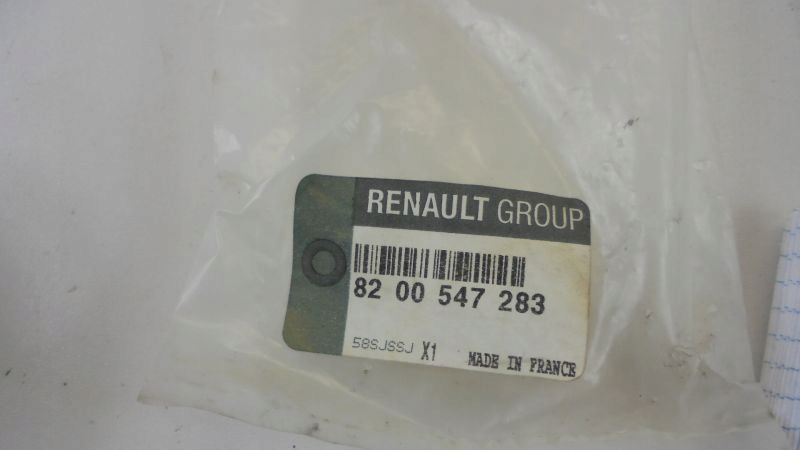 RENAULT GROUP
82 00 547 283
58SJSSJ X1 MADE IN FRANCE